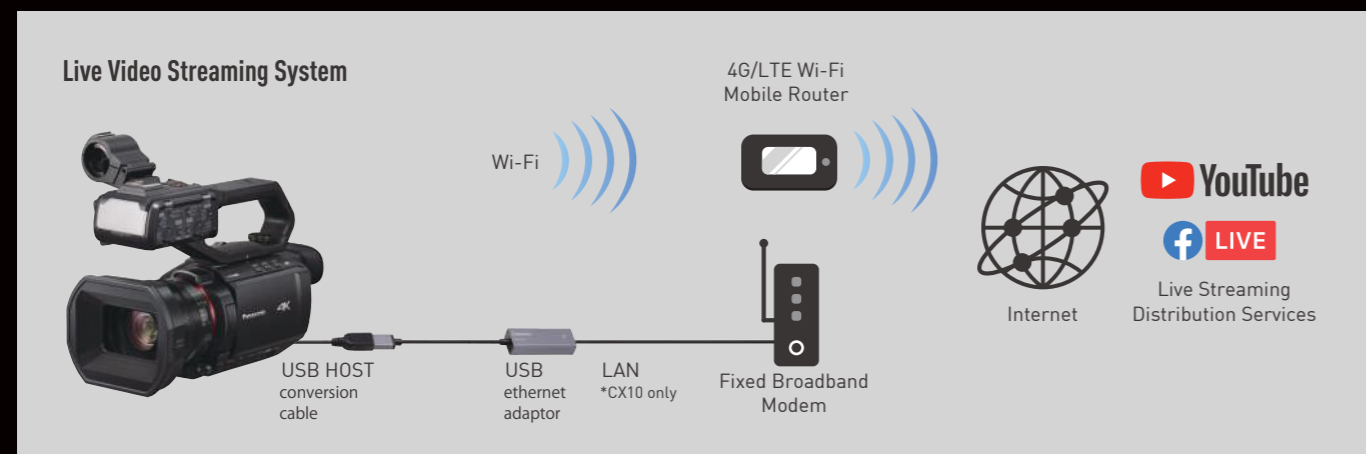 Live Video Streaming System
4G/LTE Wi-Fi
Mobile Router
Wi-Fi
YouTube
LIVE
Live Streaming
Distribution Services
Internet
Panasonic
4K
USB HOST
conversion
cable
USB
ethernet
adaptor
LAN
*CX10 only
Fixed Broadband
Modem